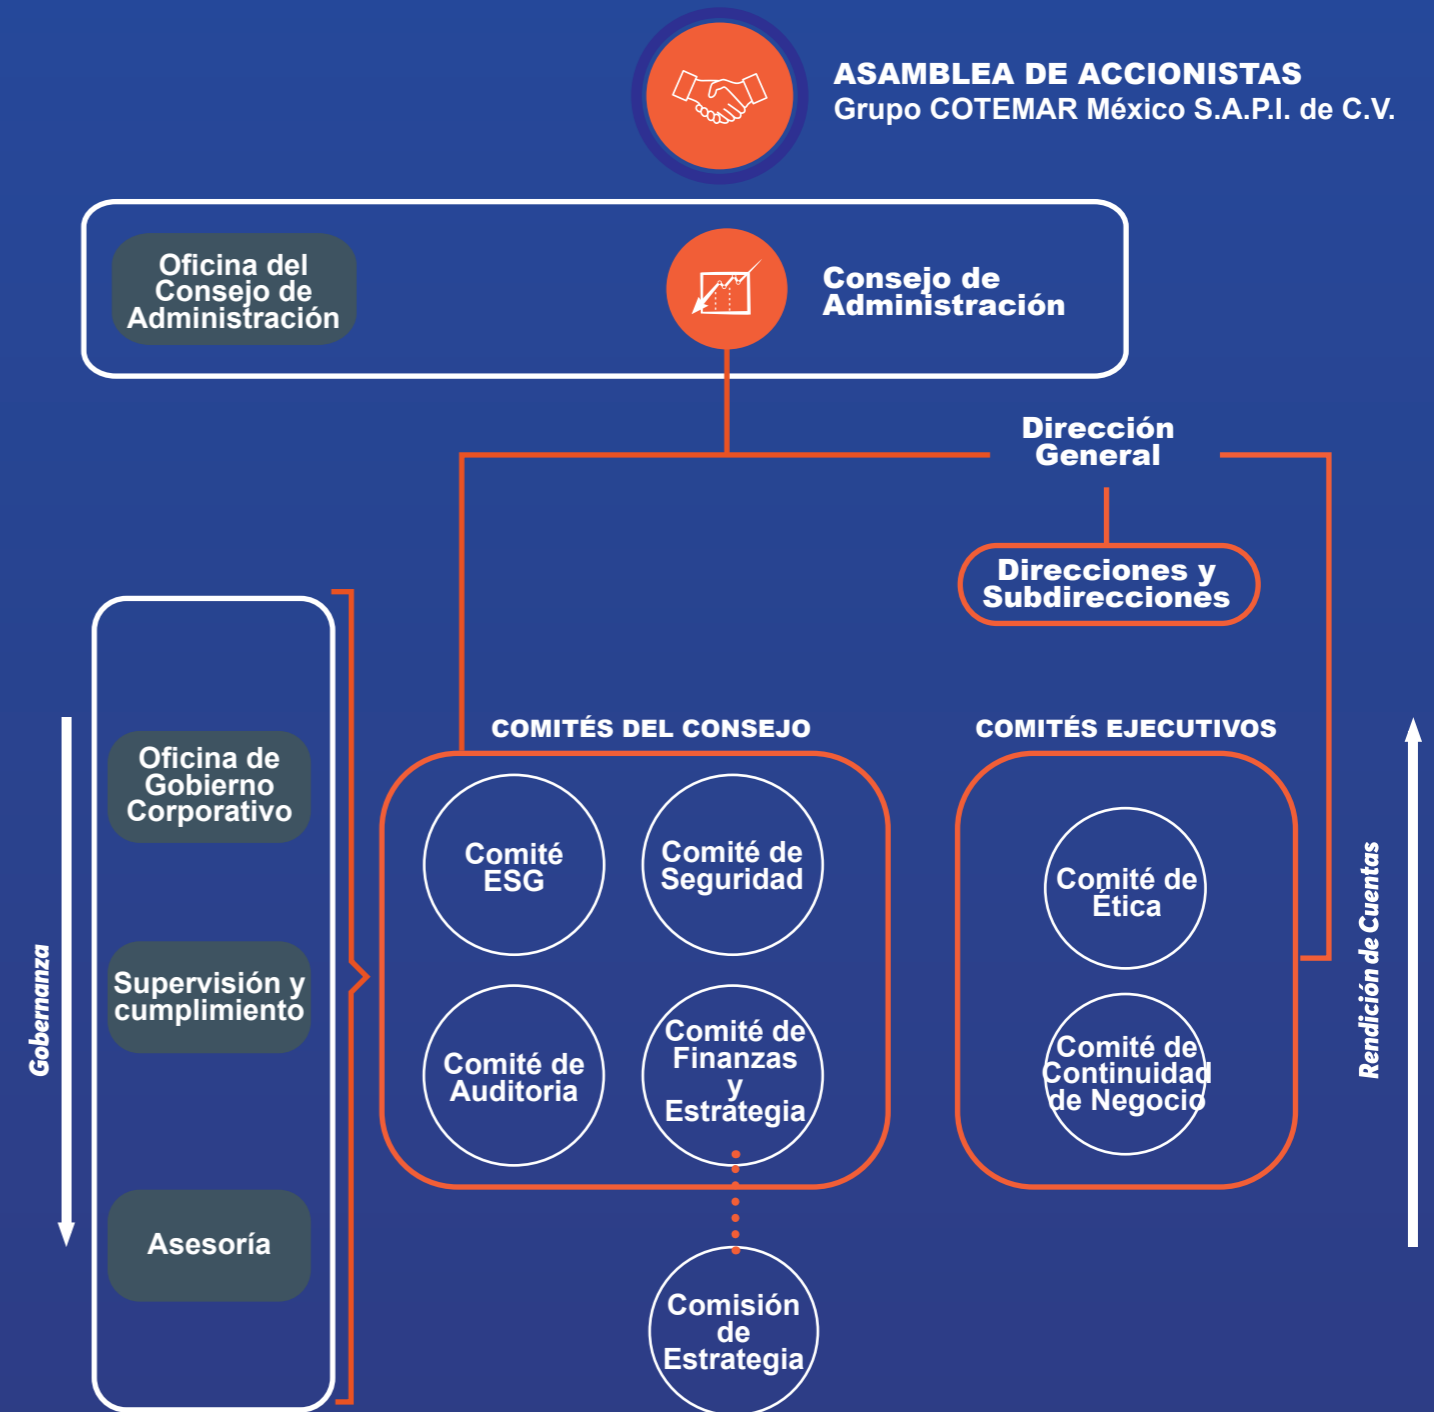 ASAMBLEA DE ACCIONISTAS
Grupo COTEMAR México S.A.P.I. de C.V.
Oficina del
Consejo de
Administración
Consejo de
Administración
Dirección
General
Direcciones y
Subdirecciones
Gobernanza
Oficina de
Gobierno
Corporativo
Supervisión y
cumplimiento
Asesoría
COMITÉS DEL CONSEJO
Comité
ESG
Comité de
Seguridad
Comité de
Auditoria
Comité de
Finanzas
y
Estrategia
Comisión
de
Estrategia
COMITÉS EJECUTIVOS
Comité de
Ética
Comité de
Continuidad
de Negocio
Rendición de Cuentas